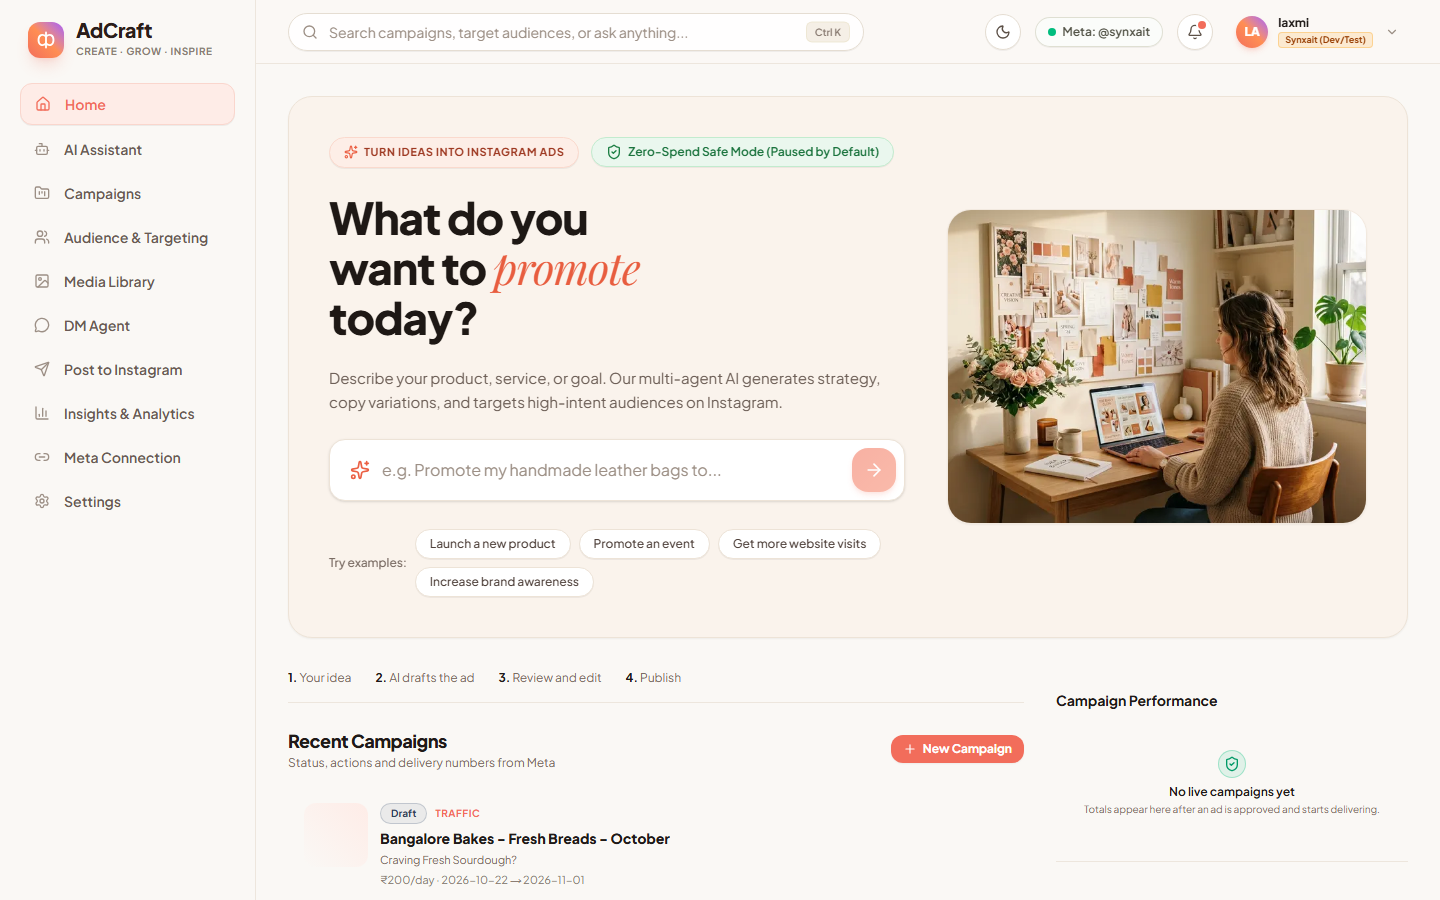 AdCraft
CREATE · GROW · INSPIRE
Home
AI Assistant
Campaigns
Audience & Targeting
Media Library
DM Agent
Post to Instagram
Insights & Analytics
Meta Connection
Settings
Search campaigns, target audiences, or ask anything...
Ctrl K
Meta: @synxait
LA
laxmi
Synxait (Dev/Test)
TURN IDEAS INTO INSTAGRAM ADS
Zero-Spend Safe Mode (Paused by Default)
What do you
want to promote
today?
Describe your product, service, or goal. Our multi-agent AI generates strategy,
copy variations, and targets high-intent audiences on Instagram.
e.g. Promote my handmade leather bags to...
Try examples:
Launch a new product
Promote an event
Get more website visits
Increase brand awareness
1. Your idea
2. AI drafts the ad
3. Review and edit
4. Publish
Recent Campaigns
Status, actions and delivery numbers from Meta
+ New Campaign
Draft
TRAFFIC
Bangalore Bakes - Fresh Breads - October
Craving Fresh Sourdough?
₹200/day · 2026-10-22 → 2026-11-01
Campaign Performance
No live campaigns yet
Totals appear here after an ad is approved and starts delivering.